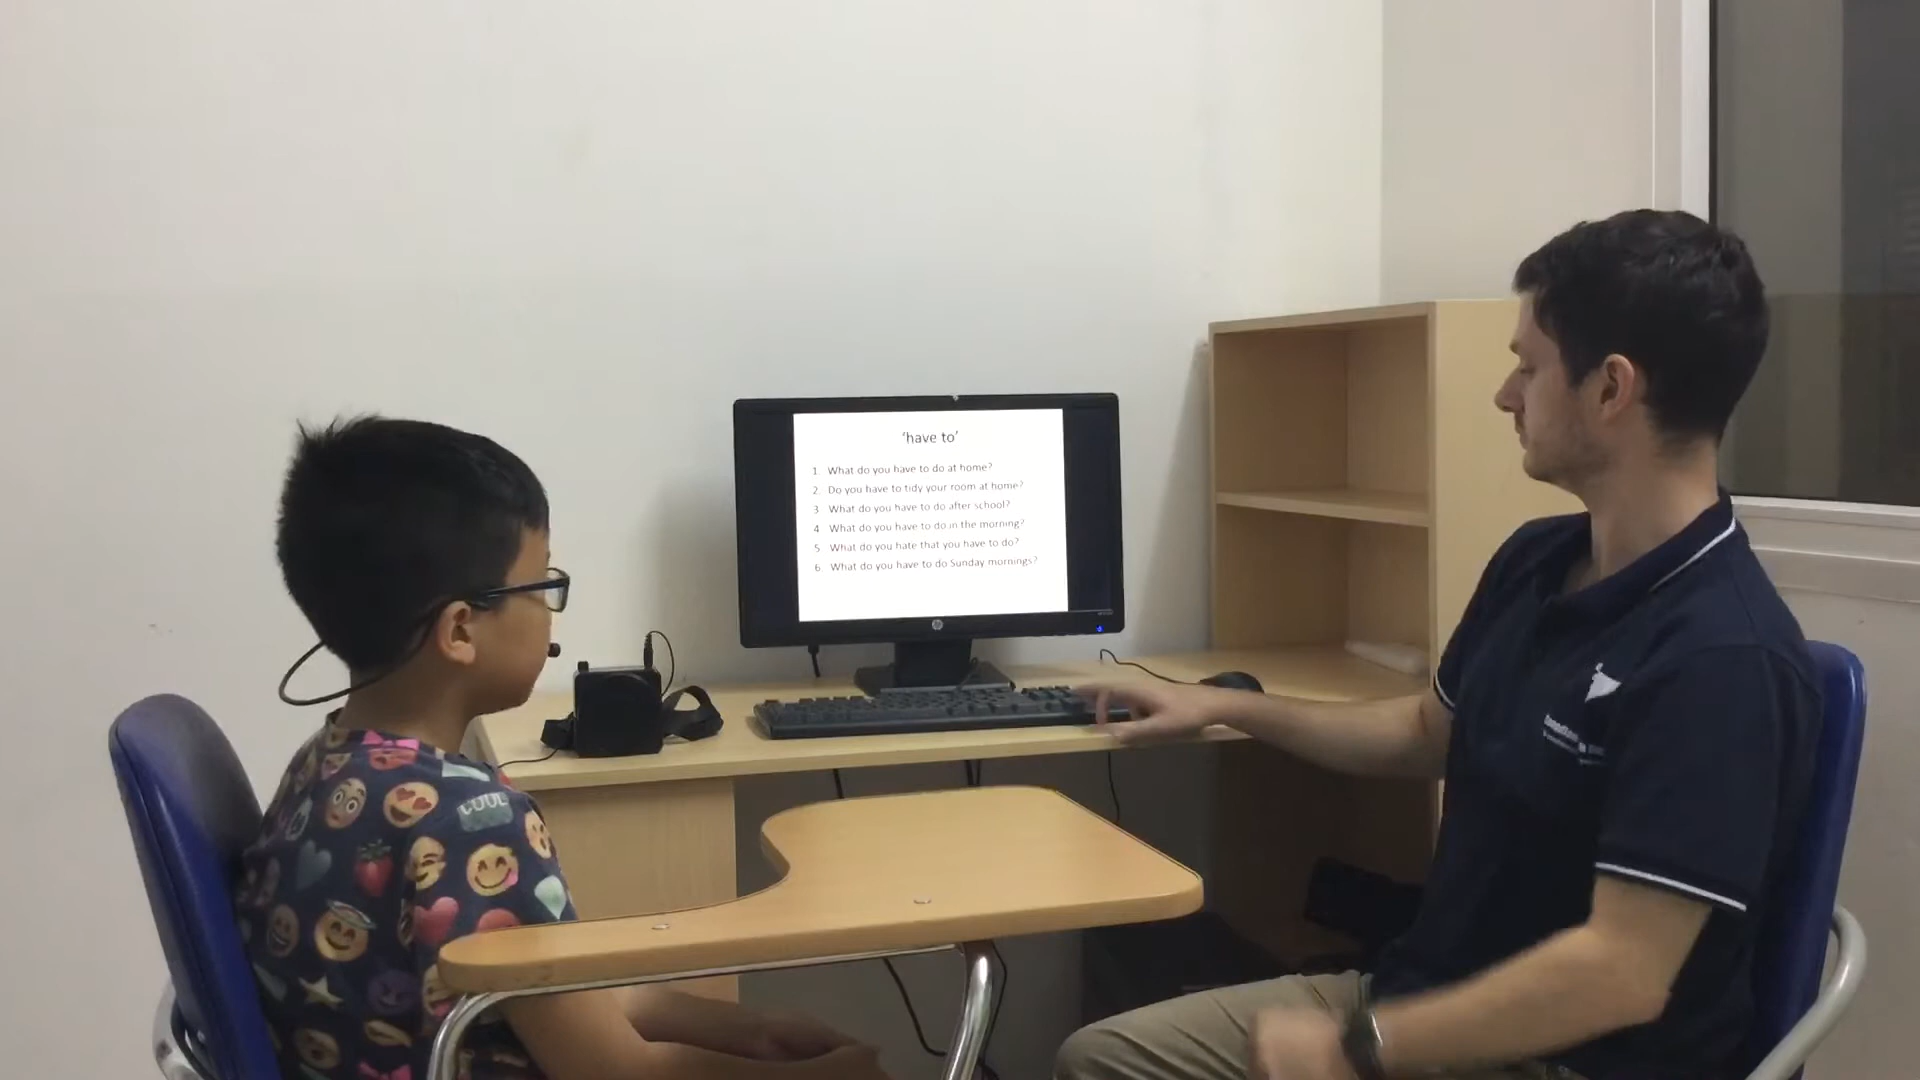 'have to'
1. What do you have to do at home?
2. Do you have to tidy your room at home?
3 What do you have to do after school?
4 What do you have to do in the morning?
5. What do you hate that you have to do?
6. What do you have to do Sunday mornings?
hp
COOL